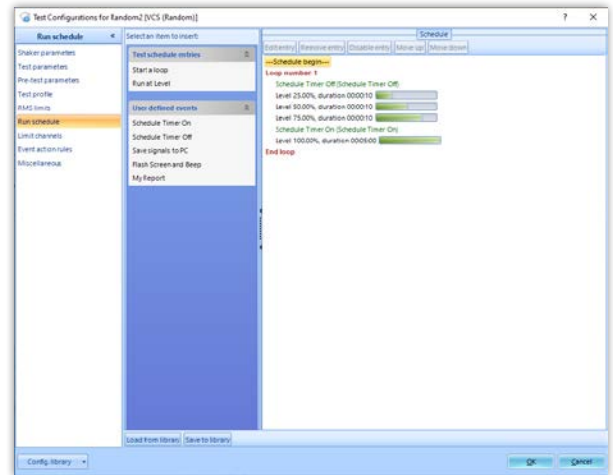 Test Configurations for Random2 [VCS (Random)]
? X
Run schedule «
Shaker parameters
Test parameters
Pre-test parameters
Test profile
RMS limits
Run schedule
Limit channels
Event action rules
Miscellaneous
Select an item to insert:
Test schedule entries
Start a loop
Run at Level
User-defined events
Schedule Timer On
Schedule Timer Off
Save signals to PC
Flash Screen and Beep
My Report
Schedule
Edit entry Remove entry Disable entry Move up Move down
---Schedule begin---
Loop number: 1
Schedule Timer Off (Schedule Timer Off)
Level 25.00%, duration 00:00:10
Level 50.00%, duration 00:00:10
Level 75.00%, duration 00:00:10
Schedule Timer On (Schedule Timer On)
Level 100.00%, duration 00:05:00
End loop
Load from library Save to library
Config. library
OK Cancel